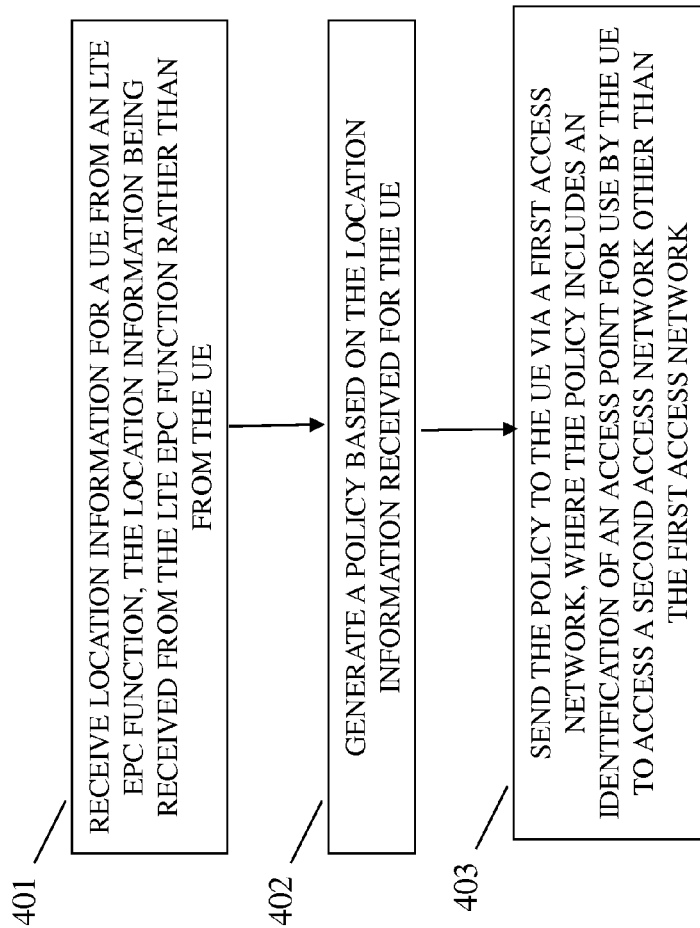 401
RECEIVE LOCATION INFORMATION FOR A UE FROM AN LTE
EPC FUNCTION, THE LOCATION INFORMATION BEING
RECEIVED FROM THE LTE EPC FUNCTION RATHER THAN
FROM THE UE
402
GENERATE A POLICY BASED ON THE LOCATION
INFORMATION RECEIVED FOR THE UE
403
SEND THE POLICY TO THE UE VIA A FIRST ACCESS
NETWORK, WHERE THE POLICY INCLUDES AN
IDENTIFICATION OF AN ACCESS POINT FOR USE BY THE UE
TO ACCESS A SECOND ACCESS NETWORK OTHER THAN
THE FIRST ACCESS NETWORK